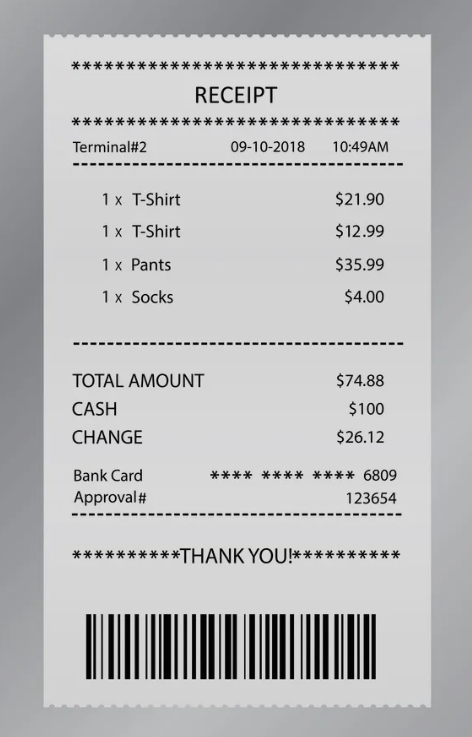 ******************************
RECEIPT
******************************
Terminal#2 09-10-2018 10:49AM
1 x T-Shirt $21.90
1 x T-Shirt $12.99
1 x Pants $35.99
1 x Socks $4.00
TOTAL AMOUNT $74.88
CASH $100
CHANGE $26.12
Bank Card **** **** **** 6809
Approval# 123654
**********THANK YOU!**********